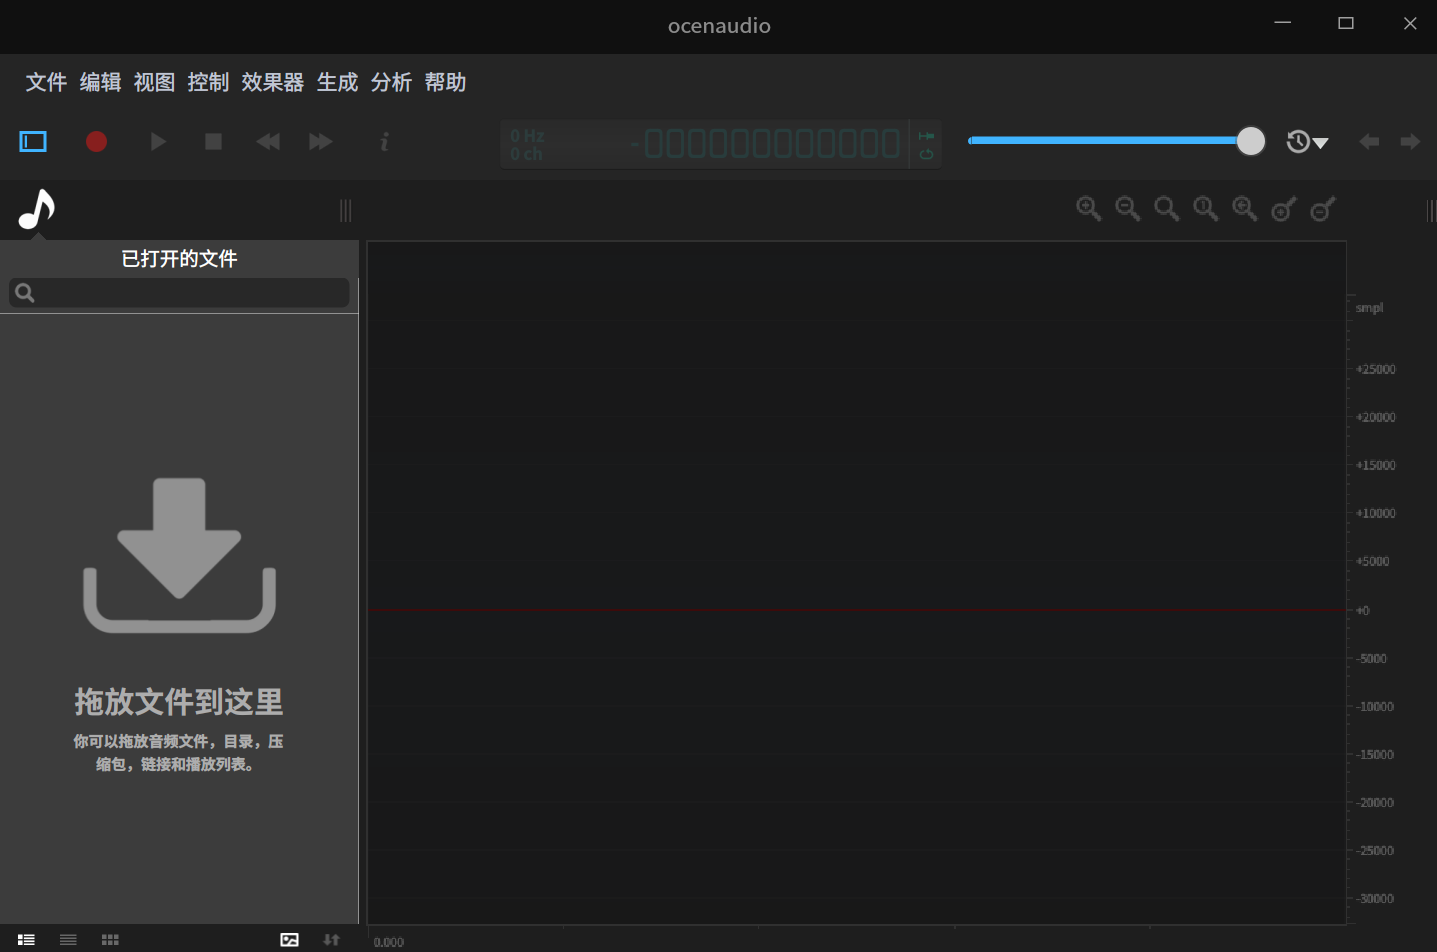 ocenaudio
文件 编辑 视图 控制 效果器 生成 分析 帮助
0 Hz
0 ch
已打开的文件
smpl
+25000
+20000
+15000
+10000
+5000
+0
-5000
-10000
-15000
-20000
-25000
-30000
拖放文件到这里
你可以拖放音频文件，目录，压
缩包，链接和播放列表。
0.000